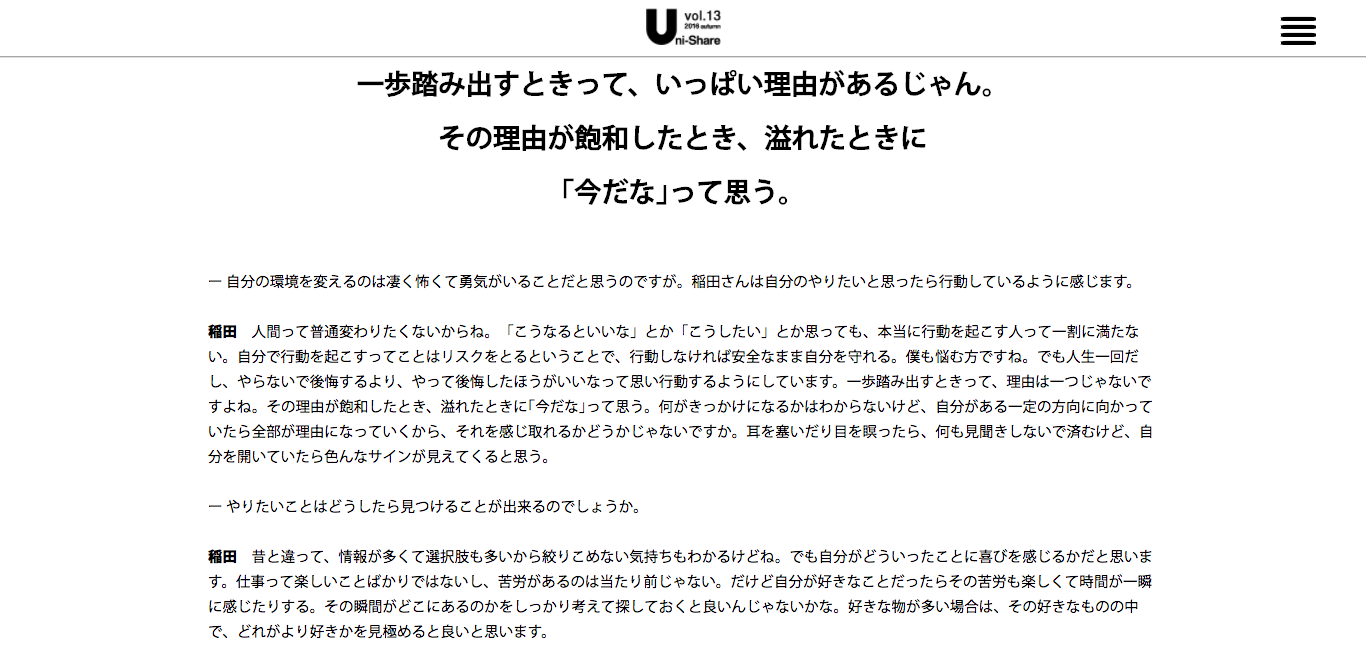 Uni-Share
vol.13
2018 autumn
一歩踏み出すときって、いっぱい理由があるじゃん。
その理由が飽和したとき、溢れたときに
「今だな」って思う。
― 自分の環境を変えるのは凄く怖くて勇気がいることだと思うのですが。稲田さんは自分のやりたいと思ったら行動しているように感じます。
稲田　人間って普通変わりたくないからね。「こうなるといいな」とか「こうしたい」とか思っても、本当に行動を起こす人って一割に満たな
い。自分で行動を起こすってことはリスクをとるということで、行動しなければ安全なまま自分を守れる。僕も悩む方ですね。でも人生一回だ
し、やらないで後悔するより、やって後悔したほうがいいなって思い行動するようにしています。一歩踏み出すときって、理由は一つじゃないで
すよね。その理由が飽和したとき、溢れたときに「今だな」って思う。何がきっかけになるかはわからないけど、自分がある一定の方向に向かって
いたら全部が理由になっていくから、それを感じ取れるかどうかじゃないですか。耳を塞いだり目を瞑ったら、何も見聞きしないで済むけど、自
分を開いていたら色んなサインが見えてくると思う。
― やりたいことはどうしたら見つけることが出来るのでしょうか。
稲田　昔と違って、情報が多くて選択肢も多いから絞りこめない気持ちもわかるけどね。でも自分がどういったことに喜びを感じるかだと思いま
す。仕事って楽しいことばかりではないし、苦労があるのは当たり前じゃない。だけど自分が好きなことだったらその苦労も楽しくて時間が一瞬
に感じたりする。その瞬間がどこにあるのかをしっかり考えて探しておくと良いんじゃないかな。好きな物が多い場合は、その好きなものの中
で、どれがより好きかを見極めると良いと思います。